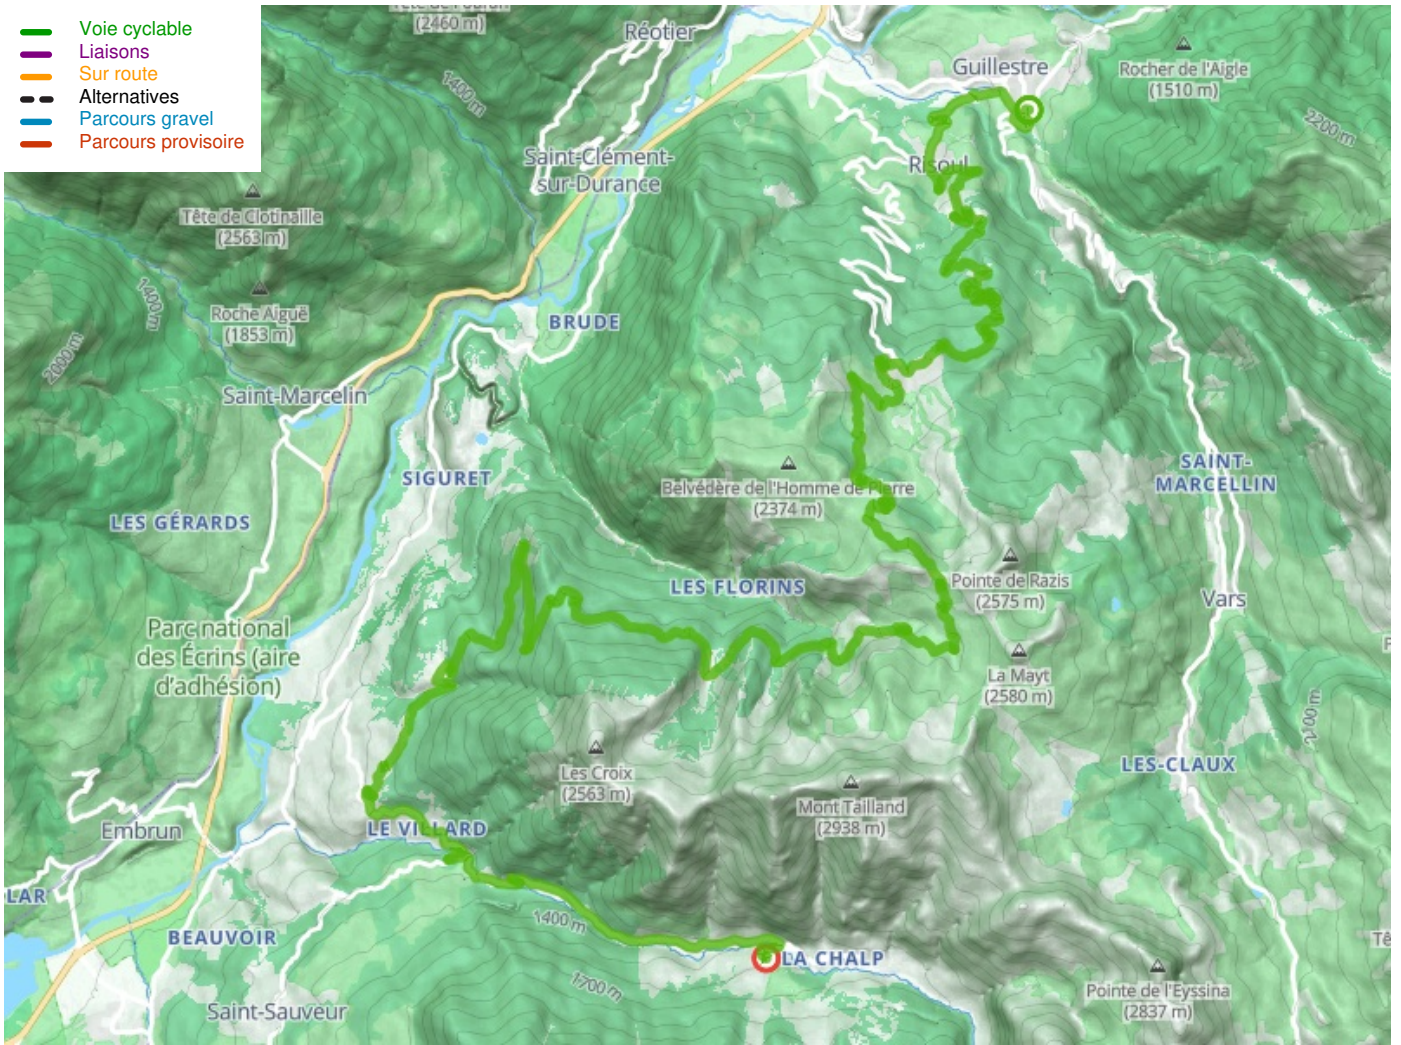 Voie cyclable
Liaisons
Sur route
Alternatives
Parcours gravel
Parcours provisoire
(2460 m)
Réotier
Guillestre
Rocher de l'Aigle
(1510 m)
1400 m
2200 m
Saint-Clément-
sur-Durance
Risoul
Tête de Clotinaille
(2563 m)
1400 m
Roche Aiguë
(1853 m)
BRUDE
2000 m
Saint-Marcelin
SIGURET
SAINT-
MARCELLIN
Belvédère de l'Homme de Pierre
(2374 m)
LES GÉRARDS
LES FLORINS
Pointe de Razis
(2575 m)
Vars
Parc national
des Écrins (aire
d'adhésion)
La Mayt
(2580 m)
2100 m
Les Croix
(2563 m)
LES-CLAUX
Mont Tailland
(2938 m)
Embrun
LE VILLARD
LAR
1400 m
BEAUVOIR
Tê
LA CHALP
1700 m
Pointe de l'Eyssina
(2837 m)
Saint-Sauveur